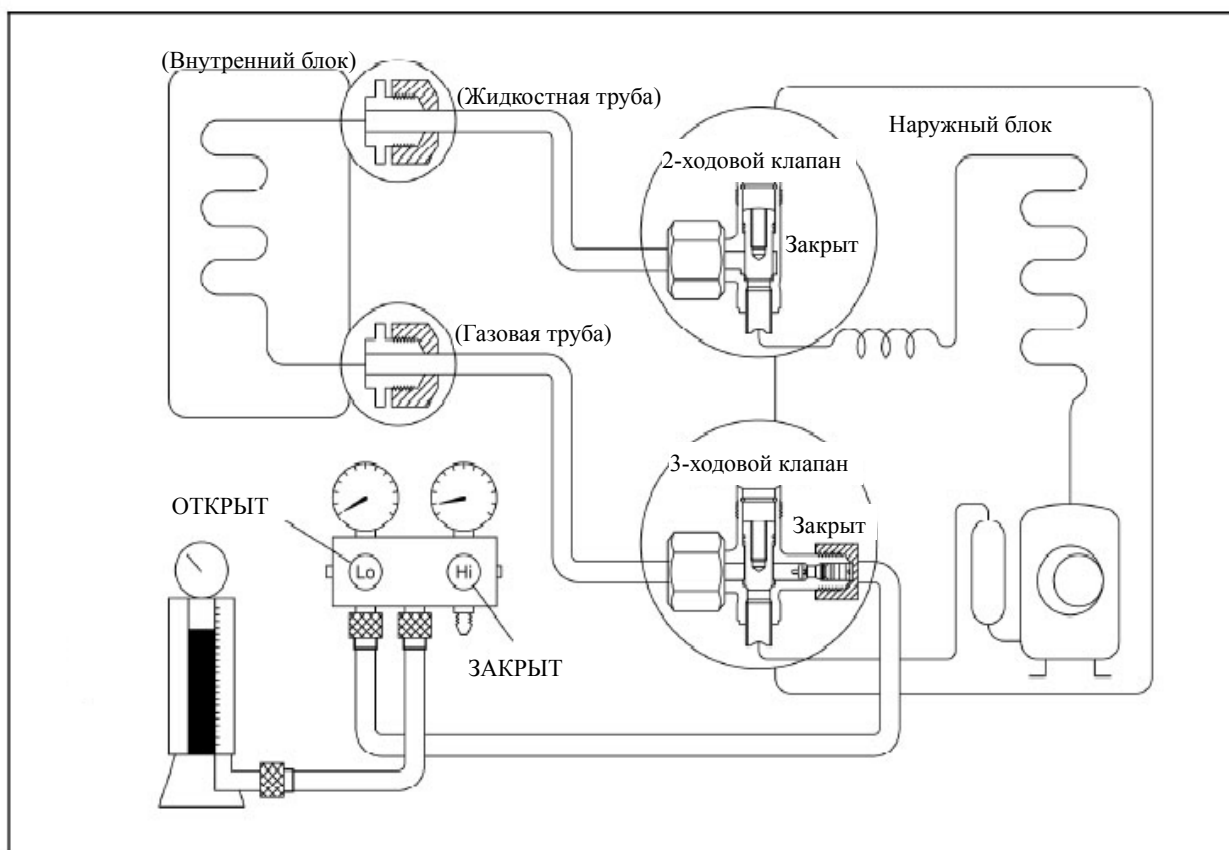 (Внутренний блок)
(Жидкостная труба)
Наружный блок
2-ходовой клапан
Закрыт
(Газовая труба)
3-ходовой клапан
Закрыт
ОТКРЫТ
Lo
Hi
ЗАКРЫТ